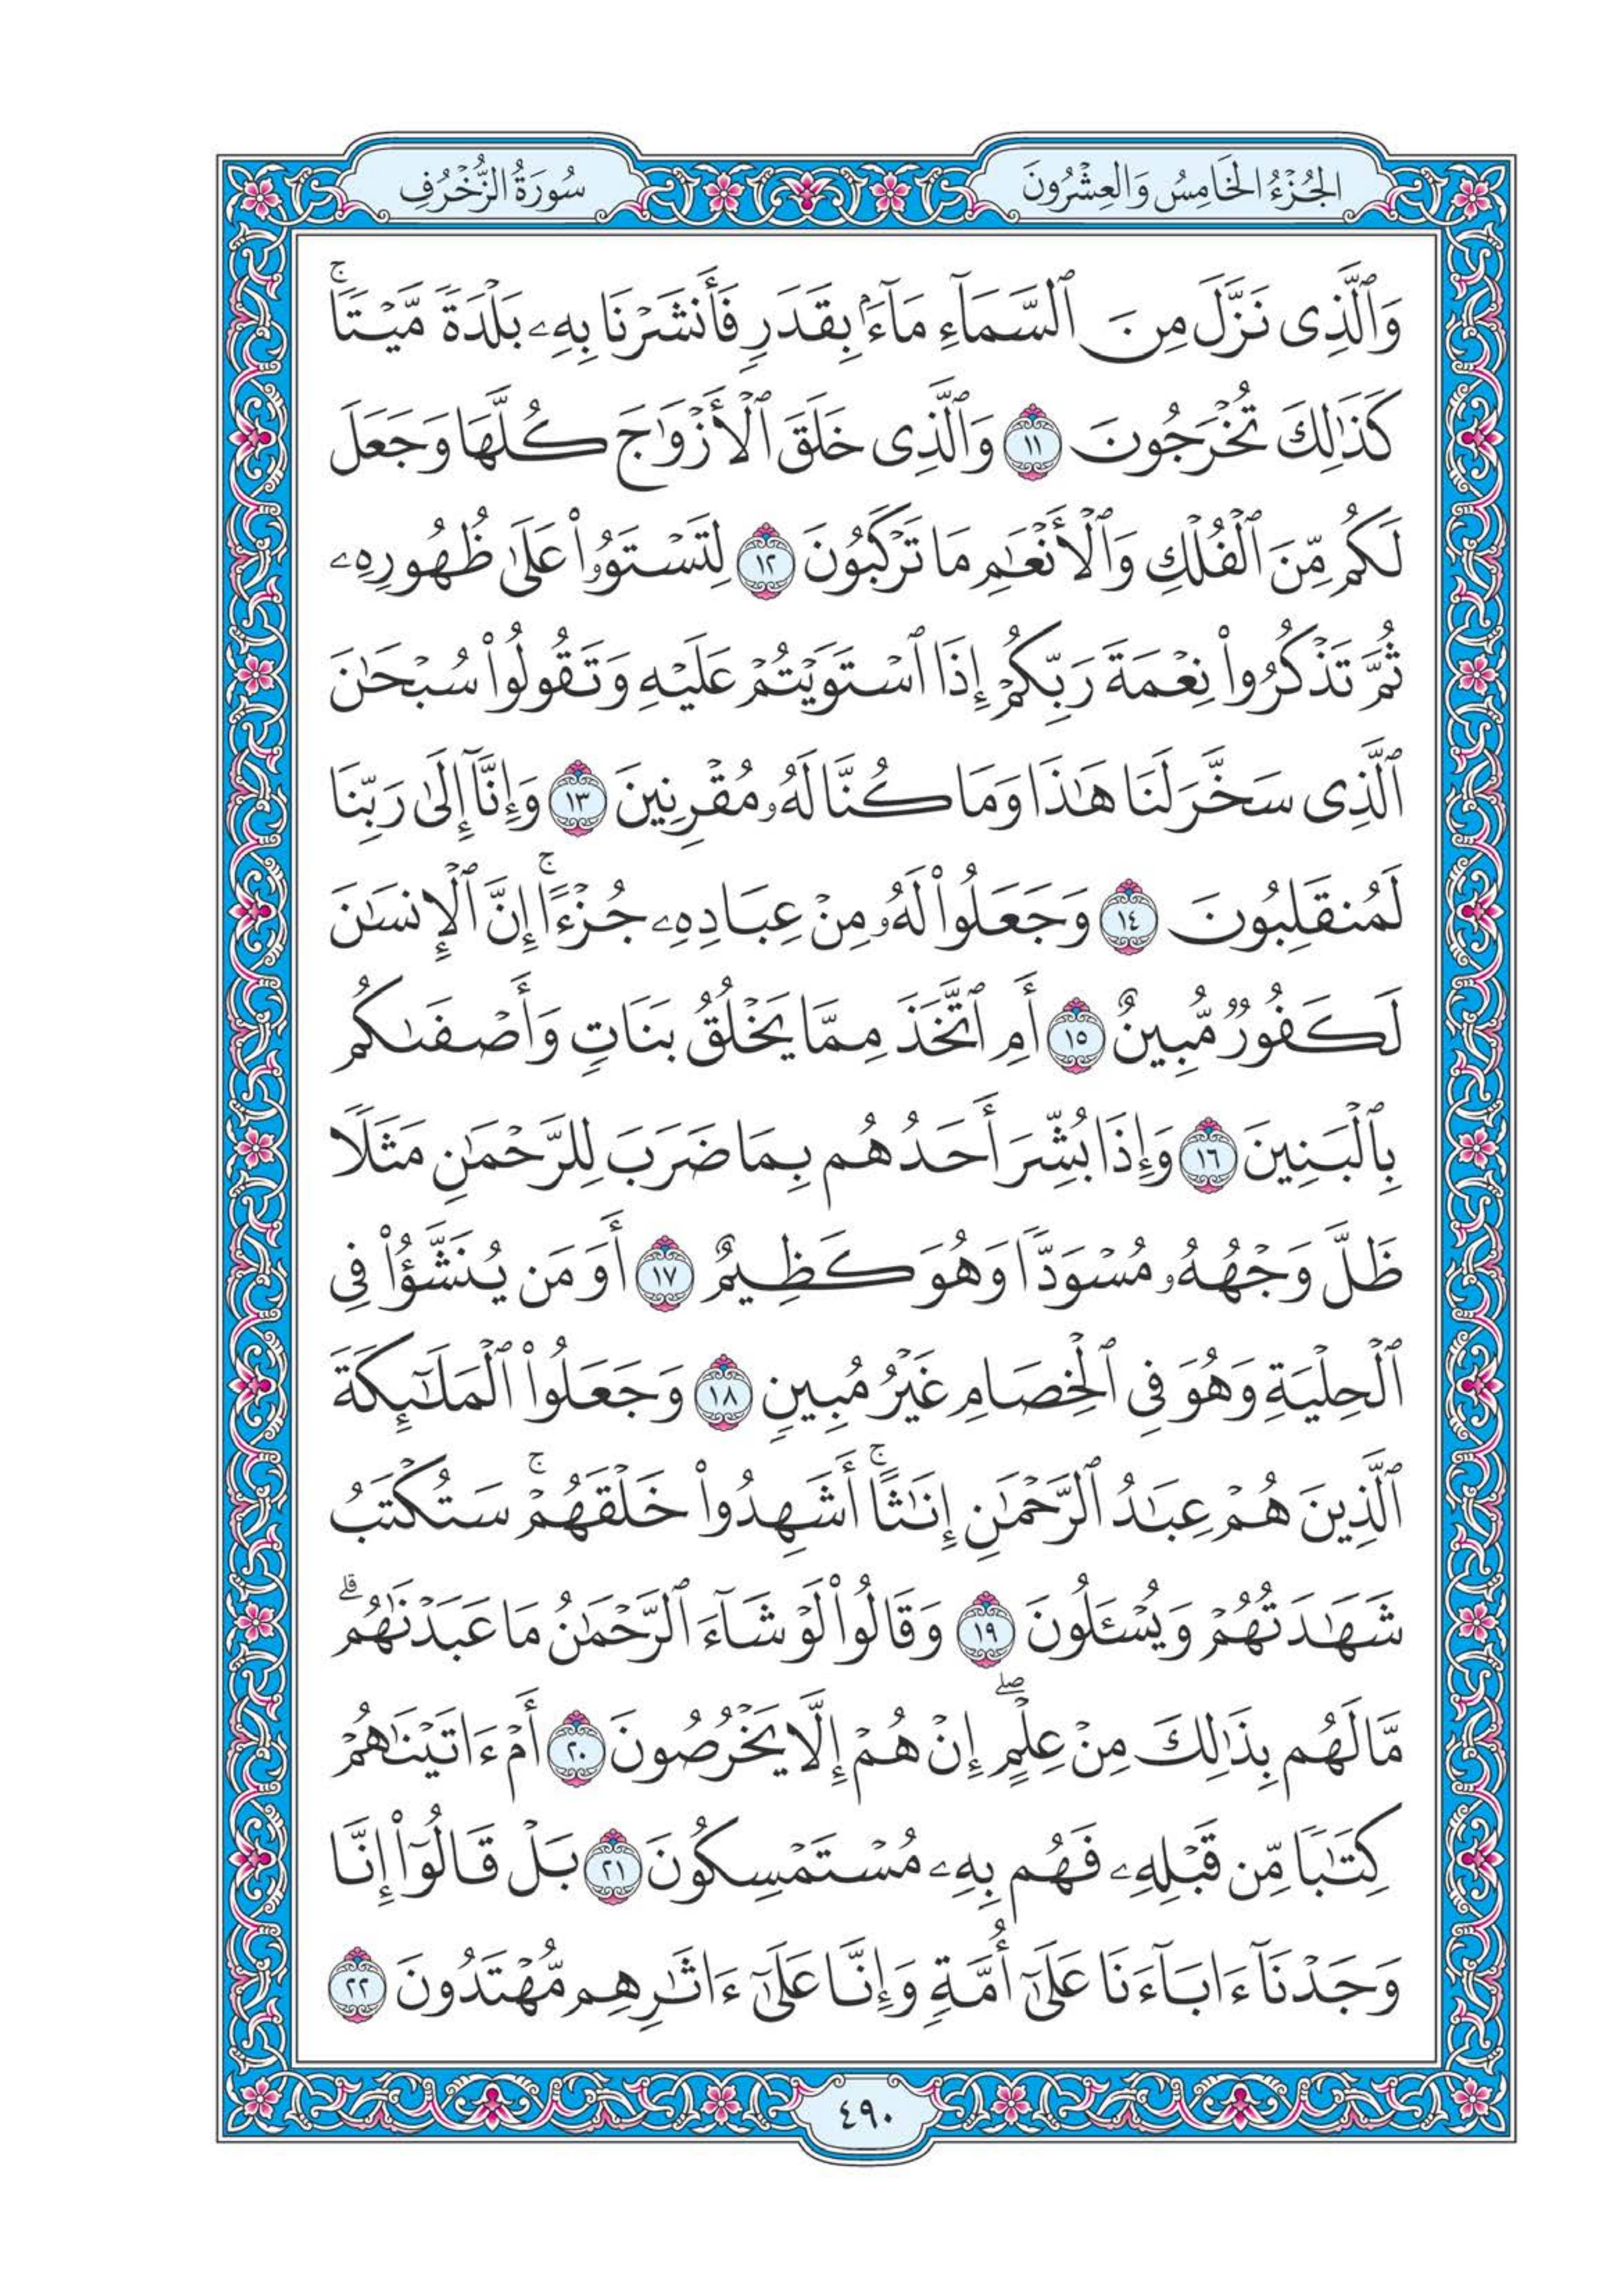 الجُزْءُ الخَامِسُ وَالعِشْرُونَ
سُورَةُ الزُّخْرُفِ
وَٱلَّذِى نَزَّلَ مِنَ ٱلسَّمَآءِ مَآءَۢ بِقَدَرٍ فَأَنشَرْنَا بِهِۦ بَلْدَةً مَّيْتًاۚ
كَذَٰلِكَ تُخْرَجُونَ ١١ وَٱلَّذِى خَلَقَ ٱلْأَزْوَٰجَ كُلَّهَا وَجَعَلَ
لَكُم مِّنَ ٱلْفُلْكِ وَٱلْأَنْعَٰمِ مَا تَرْكَبُونَ ١٢ لِتَسْتَوُۥا۟ عَلَىٰ ظُهُورِهِۦ
ثُمَّ تَذْكُرُوا۟ نِعْمَةَ رَبِّكُمْ إِذَا ٱسْتَوَيْتُمْ عَلَيْهِ وَتَقُولُوا۟ سُبْحَٰنَ
ٱلَّذِى سَخَّرَ لَنَا هَٰذَا وَمَا كُنَّا لَهُۥ مُقْرِنِينَ ١٣ وَإِنَّآ إِلَىٰ رَبِّنَا
لَمُنقَلِبُونَ ١٤ وَجَعَلُوا۟ لَهُۥ مِنْ عِبَادِهِۦ جُزْءًاۚ إِنَّ ٱلْإِنسَٰنَ
لَكَفُورٌ مُّبِينٌ ١٥ أَمِ ٱتَّخَذَ مِمَّا يَخْلُقُ بَنَاتٍ وَأَصْفَىٰكُم
بِٱلْبَنِينَ ١٦ وَإِذَا بُشِّرَ أَحَدُهُم بِمَا ضَرَبَ لِلرَّحْمَٰنِ مَثَلًا
ظَلَّ وَجْهُهُۥ مُسْوَدًّا وَهُوَ كَظِيمٌ ١٧ أَوَمَن يُنَشَّؤُا۟ فِى
ٱلْحِلْيَةِ وَهُوَ فِى ٱلْخِصَامِ غَيْرُ مُبِينٍ ١٨ وَجَعَلُوا۟ ٱلْمَلَٰٓئِكَةَ
ٱلَّذِينَ هُمْ عِبَٰدُ ٱلرَّحْمَٰنِ إِنَٰثًاۚ أَشَهِدُوا۟ خَلْقَهُمْۚ سَتُكْتَبُ
شَهَٰدَتُهُمْ وَيُسْـَٔلُونَ ١٩ وَقَالُوا۟ لَوْ شَآءَ ٱلرَّحْمَٰنُ مَا عَبَدْنَٰهُمۗ
مَّا لَهُم بِذَٰلِكَ مِنْ عِلْمٍۖ إِنْ هُمْ إِلَّا يَخْرُصُونَ ٢٠ أَمْ ءَاتَيْنَٰهُمْ
كِتَٰبًا مِّن قَبْلِهِۦ فَهُم بِهِۦ مُسْتَمْسِكُونَ ٢١ بَلْ قَالُوٓا۟ إِنَّا
وَجَدْنَآ ءَابَآءَنَا عَلَىٰٓ أُمَّةٍ وَإِنَّا عَلَىٰٓ ءَاثَٰرِهِم مُّهْتَدُونَ ٢٢
٤٩٠